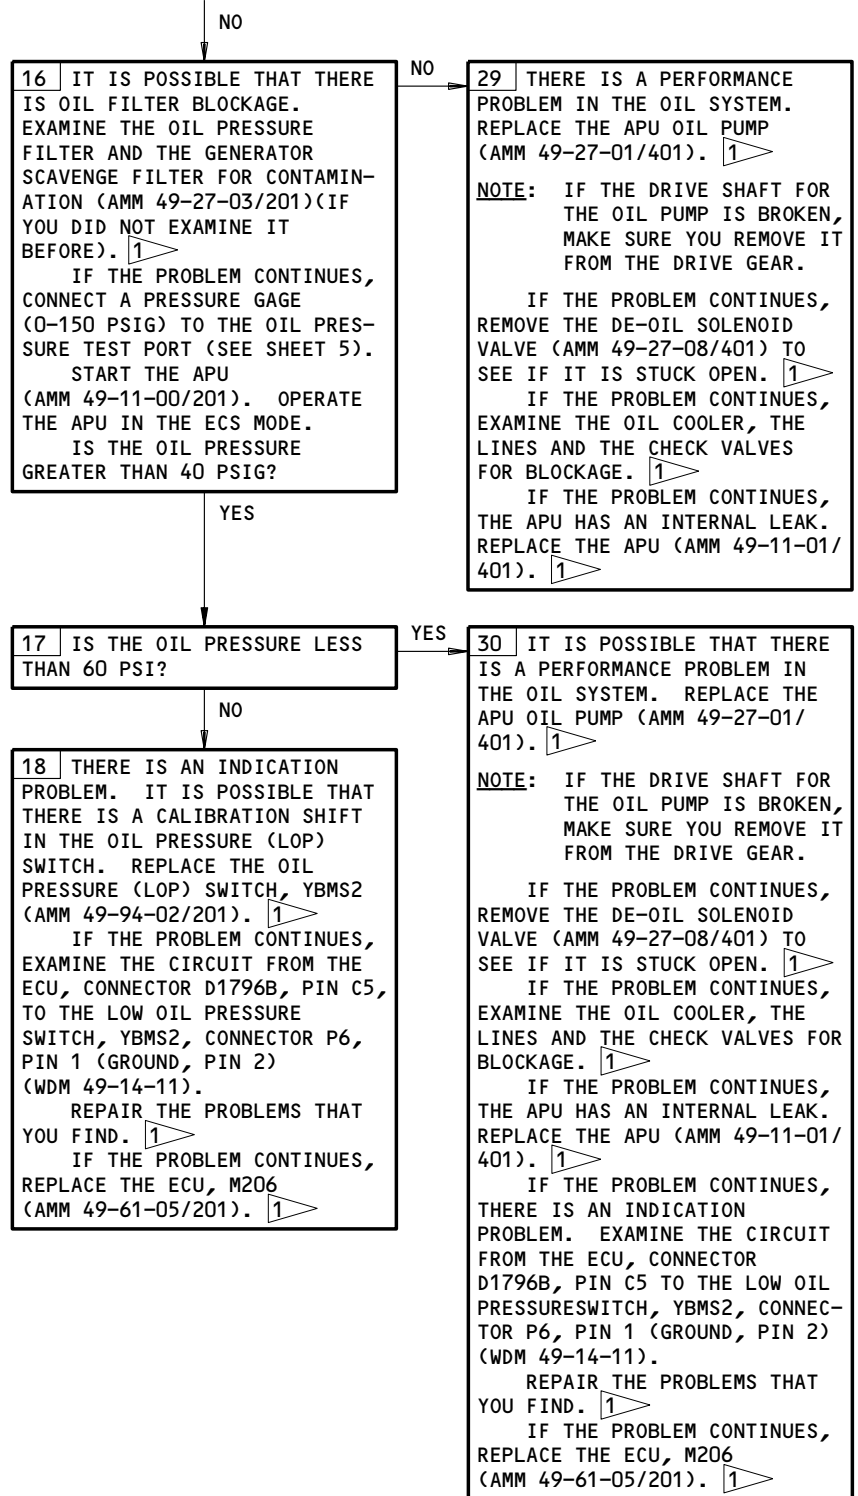 NO
16 IT IS POSSIBLE THAT THERE
IS OIL FILTER BLOCKAGE.
EXAMINE THE OIL PRESSURE
FILTER AND THE GENERATOR
SCAVENGE FILTER FOR CONTAMIN-
ATION (AMM 49-27-03/201)(IF
YOU DID NOT EXAMINE IT
BEFORE). 1
IF THE PROBLEM CONTINUES,
CONNECT A PRESSURE GAGE
(0-150 PSIG) TO THE OIL PRES-
SURE TEST PORT (SEE SHEET 5).
START THE APU
(AMM 49-11-00/201). OPERATE
THE APU IN THE ECS MODE.
IS THE OIL PRESSURE
GREATER THAN 40 PSIG?
NO
29 THERE IS A PERFORMANCE
PROBLEM IN THE OIL SYSTEM.
REPLACE THE APU OIL PUMP
(AMM 49-27-01/401). 1
NOTE: IF THE DRIVE SHAFT FOR
THE OIL PUMP IS BROKEN,
MAKE SURE YOU REMOVE IT
FROM THE DRIVE GEAR.
IF THE PROBLEM CONTINUES,
REMOVE THE DE-OIL SOLENOID
VALVE (AMM 49-27-08/401) TO
SEE IF IT IS STUCK OPEN. 1
IF THE PROBLEM CONTINUES,
EXAMINE THE OIL COOLER, THE
LINES AND THE CHECK VALVES
FOR BLOCKAGE. 1
IF THE PROBLEM CONTINUES,
THE APU HAS AN INTERNAL LEAK.
REPLACE THE APU (AMM 49-11-01/
401). 1
YES
17 IS THE OIL PRESSURE LESS
THAN 60 PSI?
YES
30 IT IS POSSIBLE THAT THERE
IS A PERFORMANCE PROBLEM IN
THE OIL SYSTEM. REPLACE THE
APU OIL PUMP (AMM 49-27-01/
401). 1
NOTE: IF THE DRIVE SHAFT FOR
THE OIL PUMP IS BROKEN,
MAKE SURE YOU REMOVE IT
FROM THE DRIVE GEAR.
IF THE PROBLEM CONTINUES,
REMOVE THE DE-OIL SOLENOID
VALVE (AMM 49-27-08/401) TO
SEE IF IT IS STUCK OPEN. 1
IF THE PROBLEM CONTINUES,
EXAMINE THE OIL COOLER, THE
LINES AND THE CHECK VALVES FOR
BLOCKAGE. 1
IF THE PROBLEM CONTINUES,
THE APU HAS AN INTERNAL LEAK.
REPLACE THE APU (AMM 49-11-01/
401). 1
IF THE PROBLEM CONTINUES,
THERE IS AN INDICATION
PROBLEM. EXAMINE THE CIRCUIT
FROM THE ECU, CONNECTOR
D1796B, PIN C5 TO THE LOW OIL
PRESSURESWITCH, YBMS2, CONNEC-
TOR P6, PIN 1 (GROUND, PIN 2)
(WDM 49-14-11).
REPAIR THE PROBLEMS THAT
YOU FIND. 1
IF THE PROBLEM CONTINUES,
REPLACE THE ECU, M206
(AMM 49-61-05/201). 1
NO
18 THERE IS AN INDICATION
PROBLEM. IT IS POSSIBLE THAT
THERE IS A CALIBRATION SHIFT
IN THE OIL PRESSURE (LOP)
SWITCH. REPLACE THE OIL
PRESSURE (LOP) SWITCH, YBMS2
(AMM 49-94-02/201). 1
IF THE PROBLEM CONTINUES,
EXAMINE THE CIRCUIT FROM THE
ECU, CONNECTOR D1796B, PIN C5,
TO THE LOW OIL PRESSURE
SWITCH, YBMS2, CONNECTOR P6,
PIN 1 (GROUND, PIN 2)
(WDM 49-14-11).
REPAIR THE PROBLEMS THAT
YOU FIND. 1
IF THE PROBLEM CONTINUES,
REPLACE THE ECU, M206
(AMM 49-61-05/201). 1